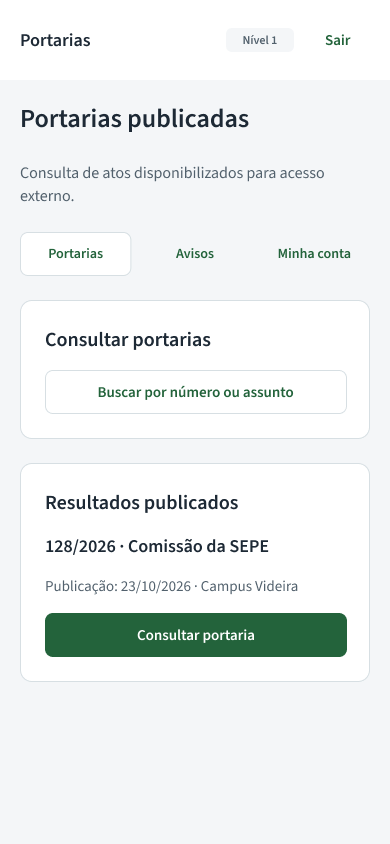 Portarias
Nível 1
Sair
Portarias publicadas
Consulta de atos disponibilizados para acesso
externo.
Portarias
Avisos
Minha conta
Consultar portarias
Buscar por número ou assunto
Resultados publicados
128/2026 · Comissão da SEPE
Publicação: 23/10/2026 · Campus Videira
Consultar portaria